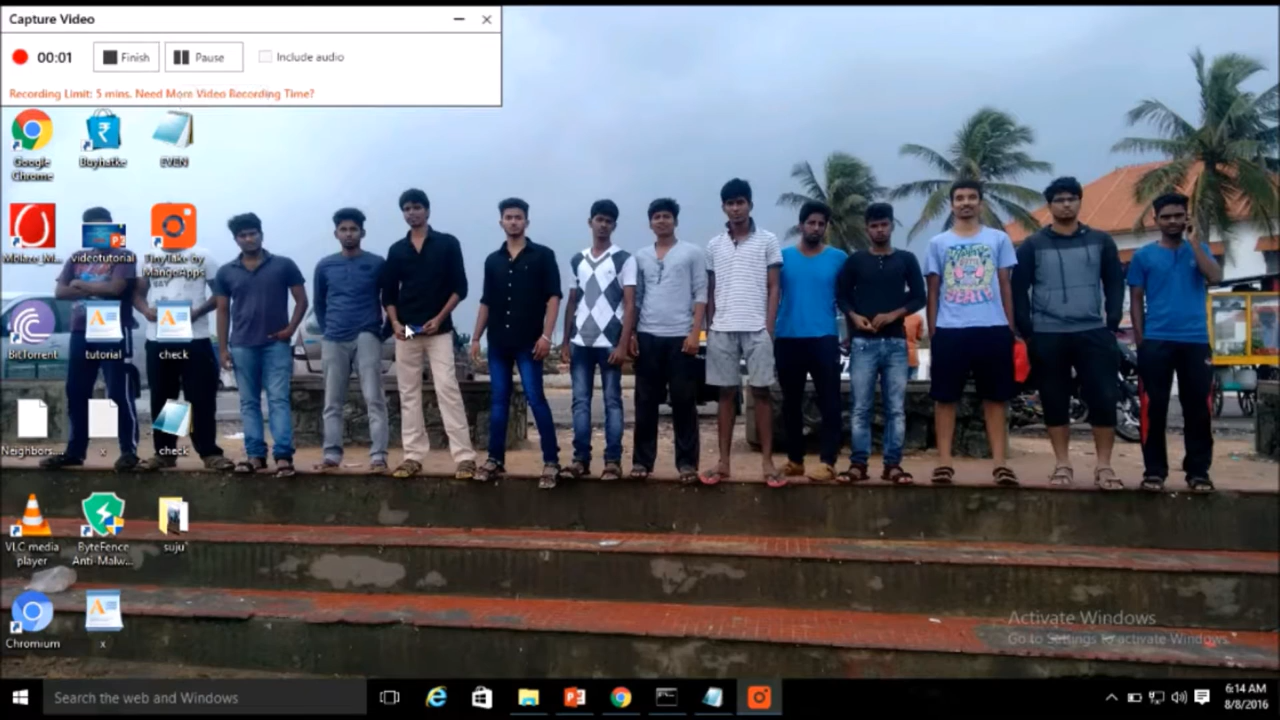 Capture Video
00:01
Finish
Pause
Include audio
Recording Limit: 5 mins. Need More Video Recording Time?
Google
Chrome
Buyhatke
EVEN
videotutorial
TinyTake by
MangoApps
BitTorrent
tutorial
check
Neighbors....
x
check
VLC media
player
ByteFence
Anti-Malw...
suju'
Chromium
x
Activate Windows
Go to Settings to activate Windows.
Search the web and Windows
6:14 AM
8/8/2016